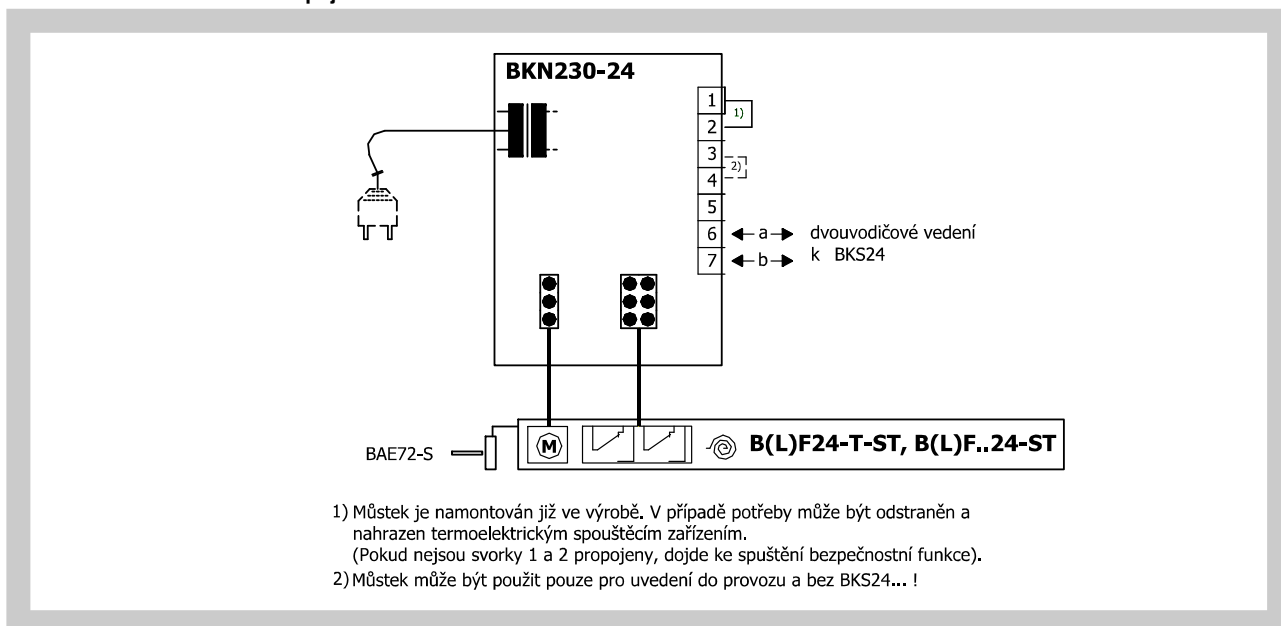 BKN230-24
1
1)
2
3
2)
4
5
6 a dvouvodičové vedení
7 b k BKS24
BAE72-S
M
B(L)F24-T-ST, B(L)F..24-ST
1) Můstek je namontován již ve výrobě. V případě potřeby může být odstraněn a
nahrazen termoelektrickým spouštěcím zařízením.
(Pokud nejsou svorky 1 a 2 propojeny, dojde ke spuštění bezpečnostní funkce).
2) Můstek může být použit pouze pro uvedení do provozu a bez BKS24... !